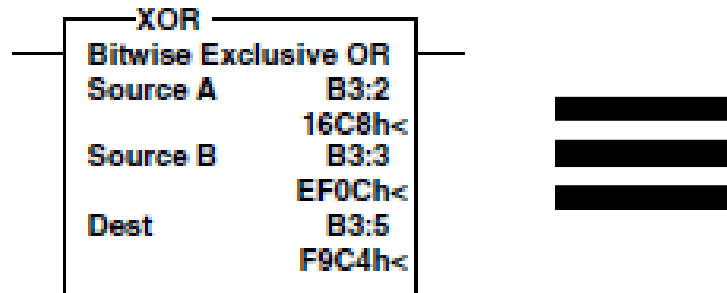 XOR
Bitwise Exclusive OR
Source A B3:2
16C8h<
Source B B3:3
EF0Ch<
Dest B3:5
F9C4h<